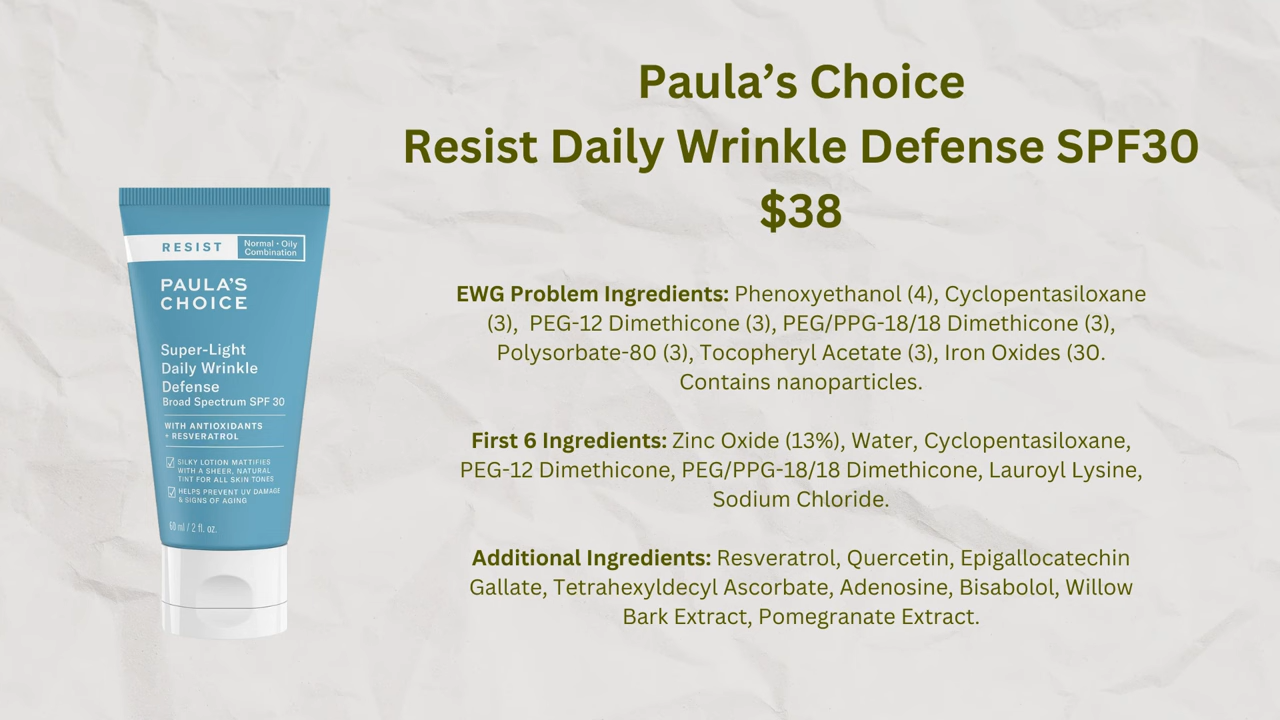 Paula’s Choice
Resist Daily Wrinkle Defense SPF30
$38
EWG Problem Ingredients: Phenoxyethanol (4), Cyclopentasiloxane
(3),  PEG-12 Dimethicone (3), PEG/PPG-18/18 Dimethicone (3),
Polysorbate-80 (3), Tocopheryl Acetate (3), Iron Oxides (30.
Contains nanoparticles.
First 6 Ingredients: Zinc Oxide (13%), Water, Cyclopentasiloxane,
PEG-12 Dimethicone, PEG/PPG-18/18 Dimethicone, Lauroyl Lysine,
Sodium Chloride.
Additional Ingredients: Resveratrol, Quercetin, Epigallocatechin
Gallate, Tetrahexyldecyl Ascorbate, Adenosine, Bisabolol, Willow
Bark Extract, Pomegranate Extract.
RESIST
Normal • Oily
Combination
PAULA’S
CHOICE
Super-Light
Daily Wrinkle
Defense
Broad Spectrum SPF 30
WITH ANTIOXIDANTS
+ RESVERATROL
SILKY LOTION MATTIFIES
WITH A SHEER, NATURAL
TINT FOR ALL SKIN TONES
HELPS PREVENT UV DAMAGE
& SIGNS OF AGING
60 ml / 2 fl. oz.